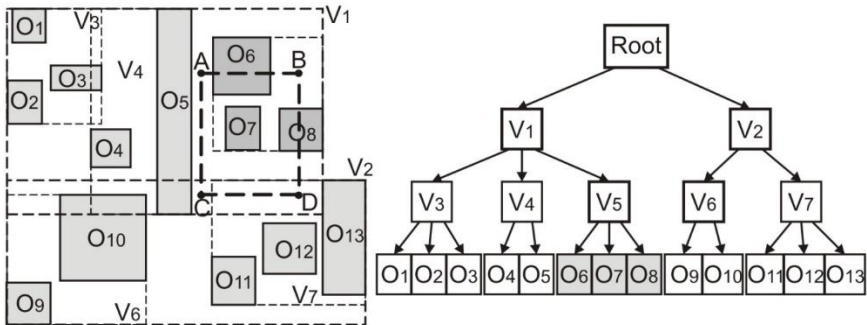 O1 V3 V1
O6
A B
O3 V4
O2 O5
O7 O8
O4
V2
C D
O10 O12 O13
O11
O9 V6 V7
Root
V1 V2
V3 V4 V5 V6 V7
O1 O2 O3 O4 O5 O6 O7 O8 O9 O10 O11 O12 O13